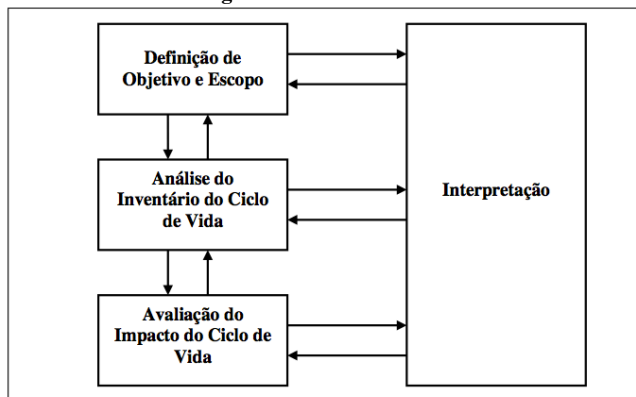 Definição de
Objetivo e Escopo
Análise do
Inventário do Ciclo
de Vida
Interpretação
Avaliação do
Impacto do Ciclo de
Vida